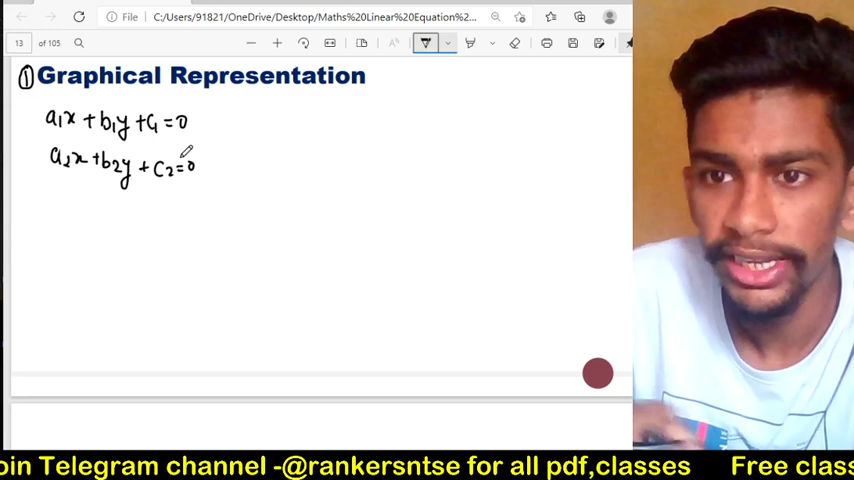 File C:/Users/91821/OneDrive/Desktop/Maths%20Linear%20Equation%2...
13 of 105
① Graphical Representation
a₁x + b₁y + c₁ = 0
a₂x + b₂y + c₂ = 0
oin Telegram channel -@rankersntse for all pdf,classes Free class